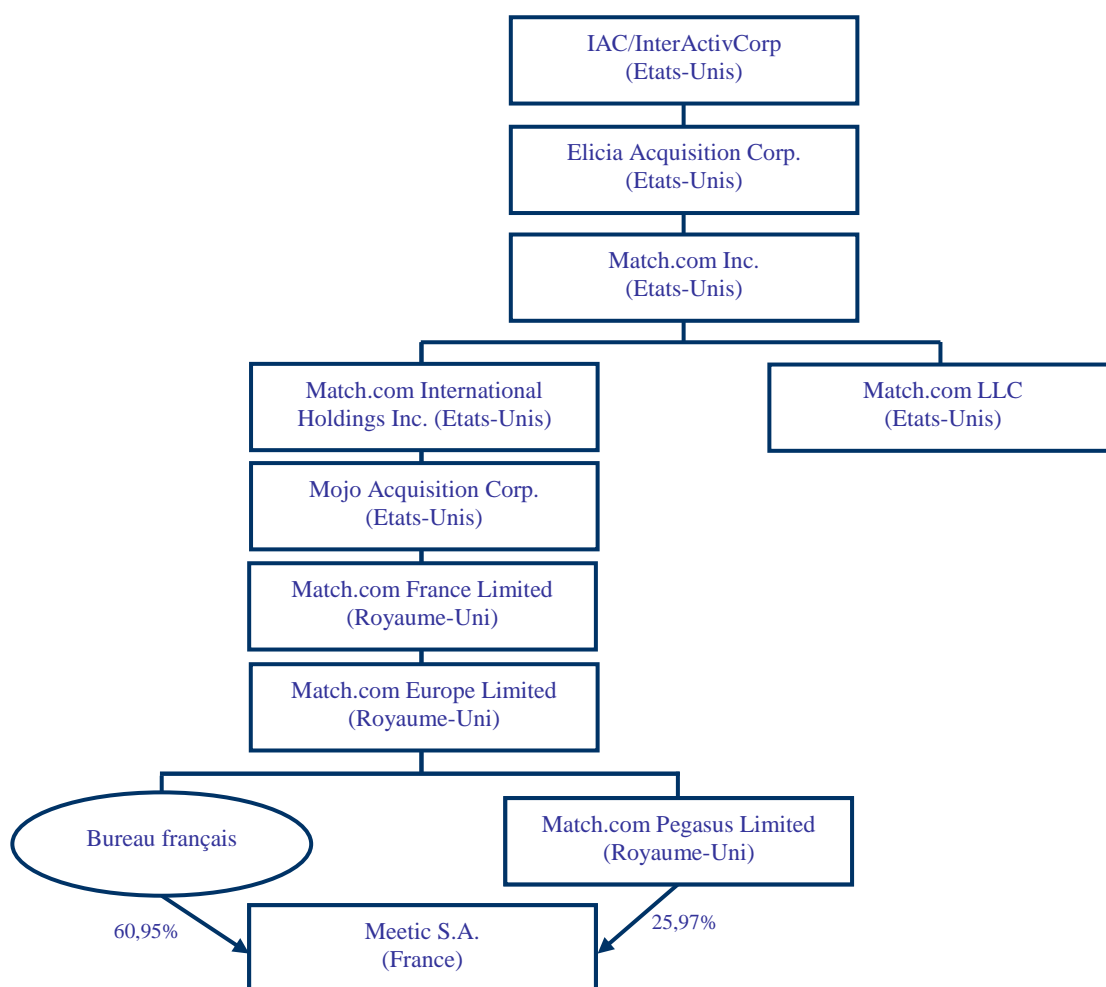 IAC/InterActivCorp
(Etats-Unis)
Elicia Acquisition Corp.
(Etats-Unis)
Match.com Inc.
(Etats-Unis)
Match.com International
Holdings Inc. (Etats-Unis)
Match.com LLC
(Etats-Unis)
Mojo Acquisition Corp.
(Etats-Unis)
Match.com France Limited
(Royaume-Uni)
Match.com Europe Limited
(Royaume-Uni)
Bureau français
Match.com Pegasus Limited
(Royaume-Uni)
60,95%
25,97%
Meetic S.A.
(France)